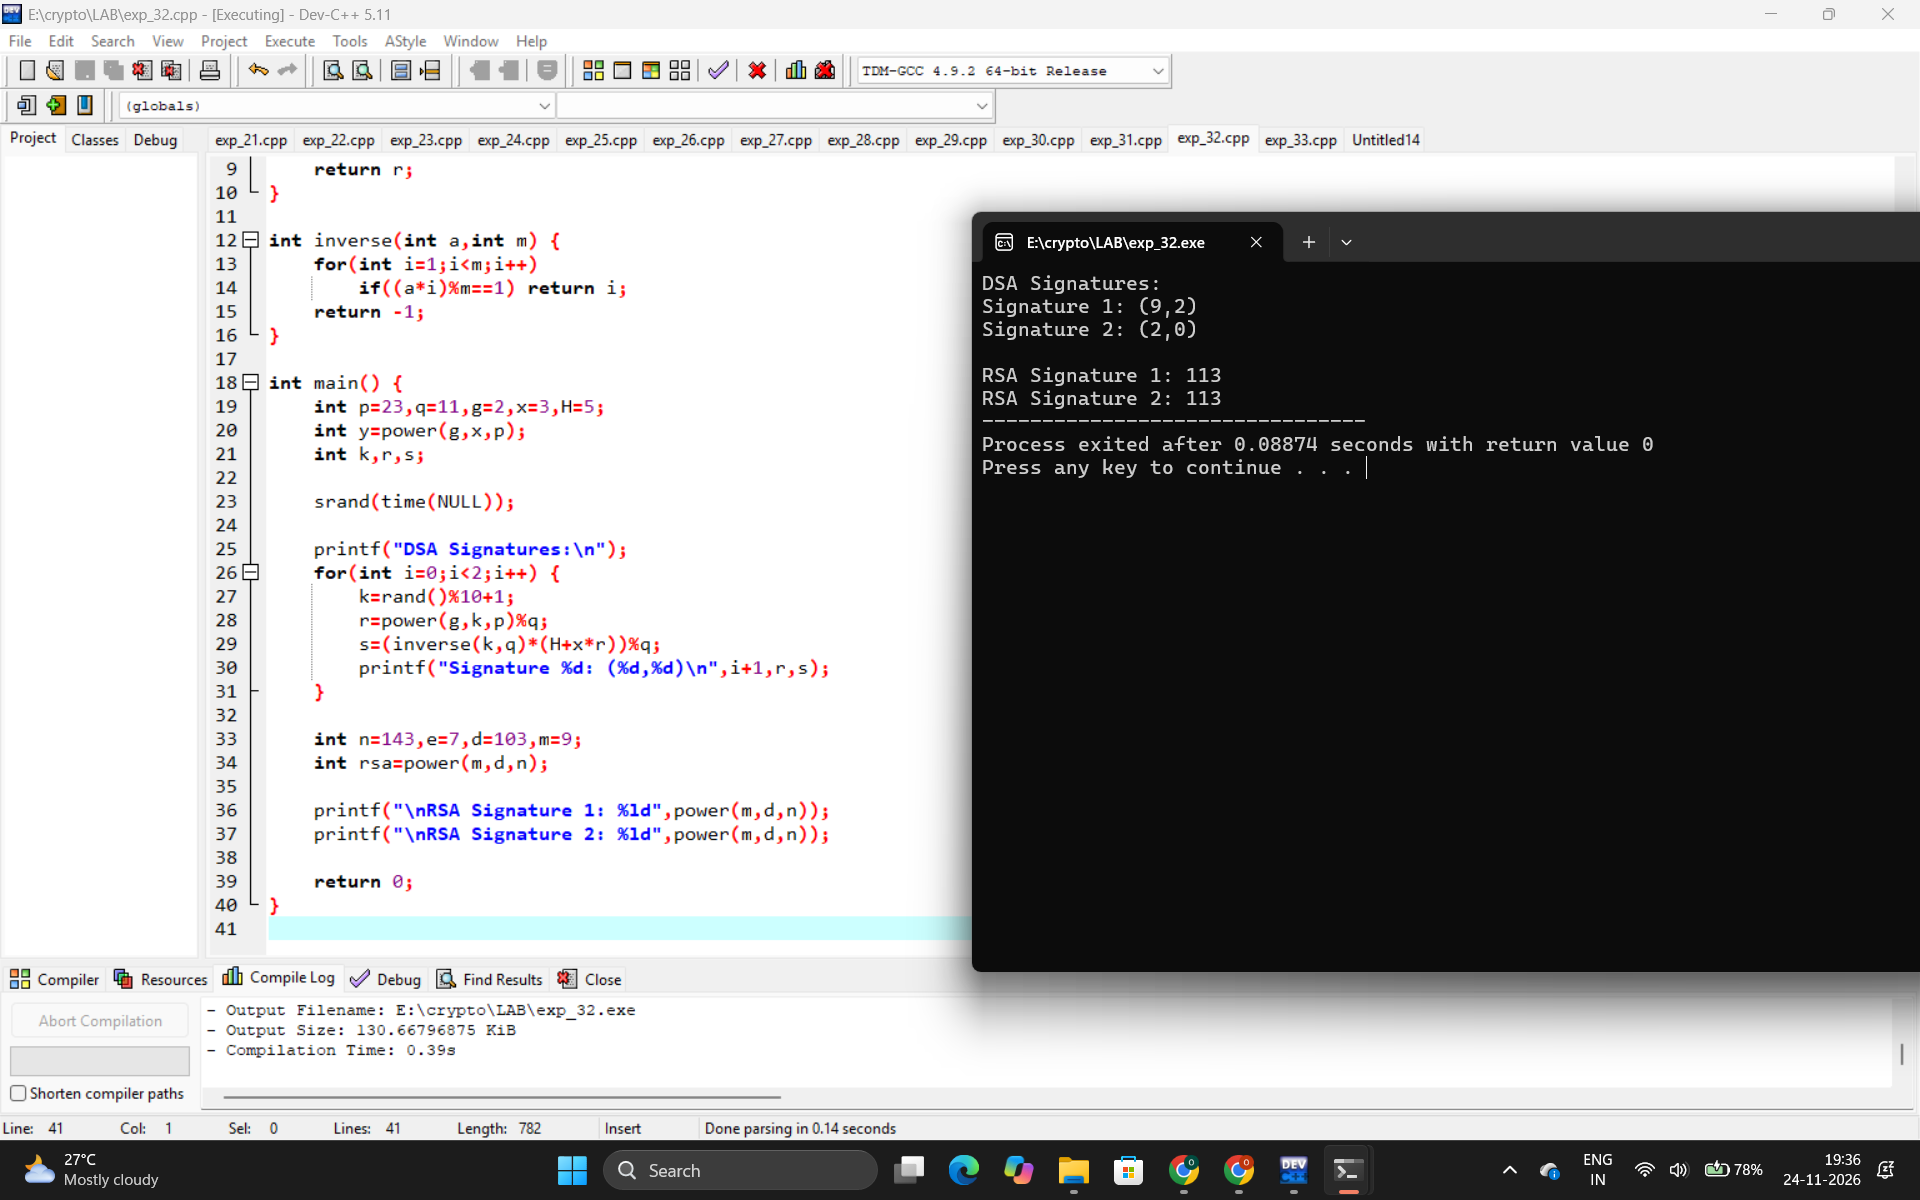 E:\crypto\LAB\exp_32.cpp - [Executing] - Dev-C++ 5.11
File Edit Search View Project Execute Tools AStyle Window Help
TDM-GCC 4.9.2 64-bit Release
(globals)
Project Classes Debug
exp_21.cpp exp_22.cpp exp_23.cpp exp_24.cpp exp_25.cpp exp_26.cpp exp_27.cpp exp_28.cpp exp_29.cpp exp_30.cpp exp_31.cpp exp_32.cpp exp_33.cpp Untitled14
9 return r;
10 }
11
12 int inverse(int a,int m) {
13 for(int i=1;i<m;i++)
14 if((a*i)%m==1) return i;
15 return -1;
16 }
17
18 int main() {
19 int p=23,q=11,g=2,x=3,H=5;
20 int y=power(g,x,p);
21 int k,r,s;
22
23 srand(time(NULL));
24
25 printf("DSA Signatures:\n");
26 for(int i=0;i<2;i++) {
27 k=rand()%10+1;
28 r=power(g,k,p)%q;
29 s=(inverse(k,q)*(H+x*r))%q;
30 printf("Signature %d: (%d,%d)\n",i+1,r,s);
31 }
32
33 int n=143,e=7,d=103,m=9;
34 int rsa=power(m,d,n);
35
36 printf("\nRSA Signature 1: %ld",power(m,d,n));
37 printf("\nRSA Signature 2: %ld",power(m,d,n));
38
39 return 0;
40 }
41
E:\crypto\LAB\exp_32.exe
DSA Signatures:
Signature 1: (9,2)
Signature 2: (2,0)
RSA Signature 1: 113
RSA Signature 2: 113
--------------------------------
Process exited after 0.08874 seconds with return value 0
Press any key to continue . . .
Compiler Resources Compile Log Debug Find Results Close
Abort Compilation
Shorten compiler paths
- Output Filename: E:\crypto\LAB\exp_32.exe
- Output Size: 130.66796875 KiB
- Compilation Time: 0.39s
Line: 41 Col: 1 Sel: 0 Lines: 41 Length: 782 Insert Done parsing in 0.14 seconds
27°C
Mostly cloudy
Search
DEV
C++
ENG
IN
78%
19:36
24-11-2026